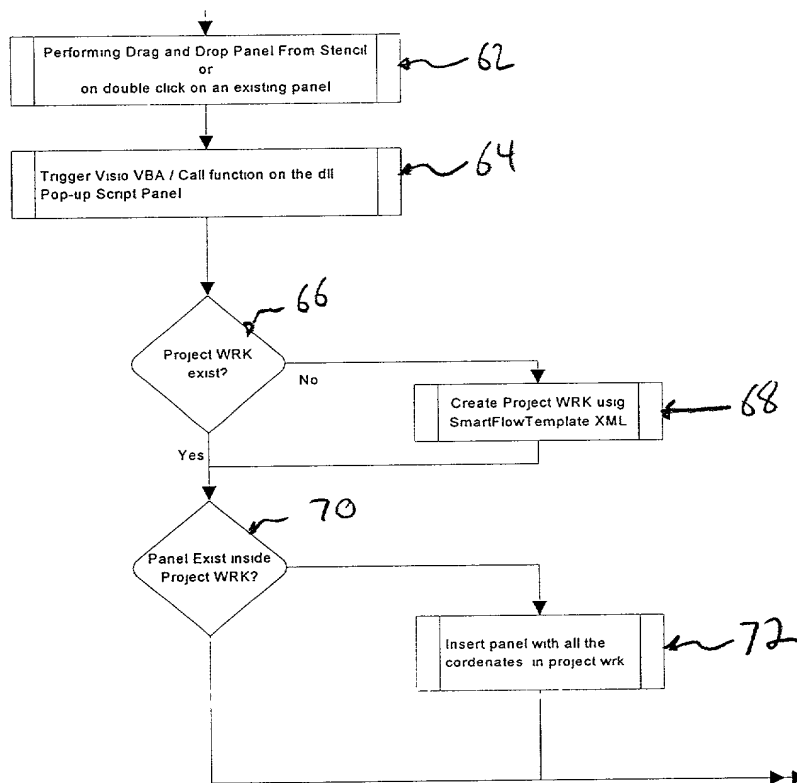 Performing Drag and Drop Panel From Stencil
or
on double click on an existing panel
62
Trigger Visio VBA / Call function on the dll
Pop-up Script Panel
64
Project WRK
exist?
66
No
Create Project WRK usig
SmartFlowTemplate XML
68
Yes
Panel Exist inside
Project WRK?
70
Insert panel with all the
cordenates in project wrk
72